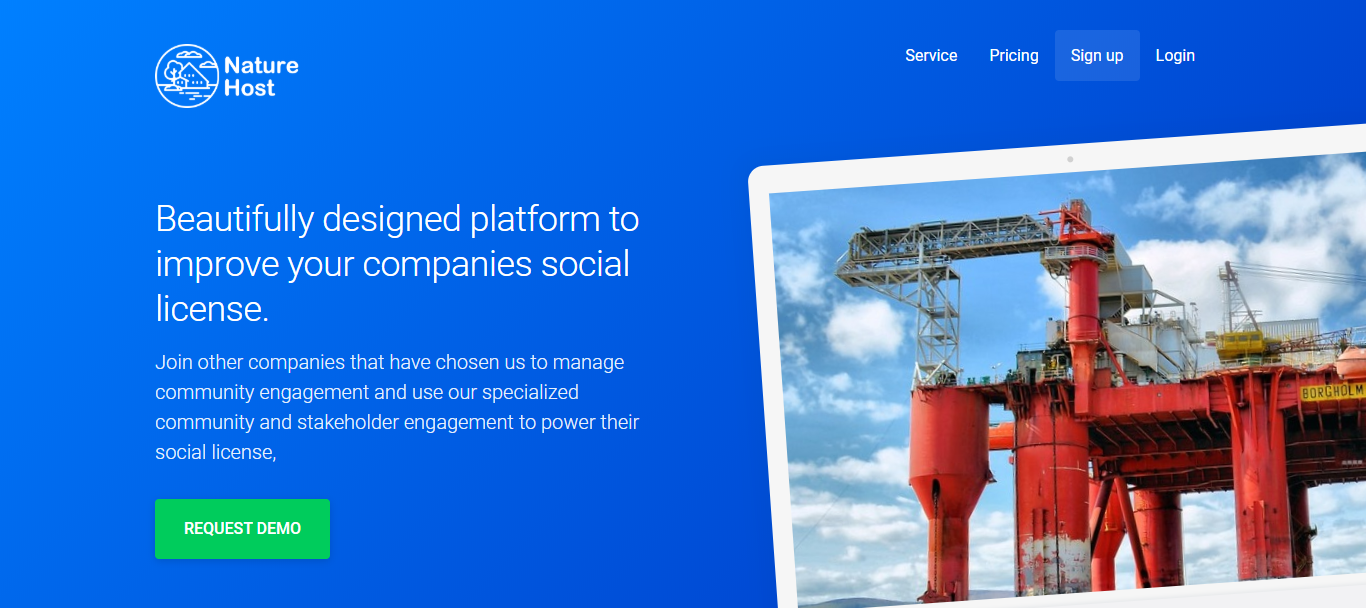 Nature
Host
Service Pricing Sign up Login
Beautifully designed platform to
improve your companies social
license.
Join other companies that have chosen us to manage
community engagement and use our specialized
community and stakeholder engagement to power their
social license,
REQUEST DEMO
BORGHOLM